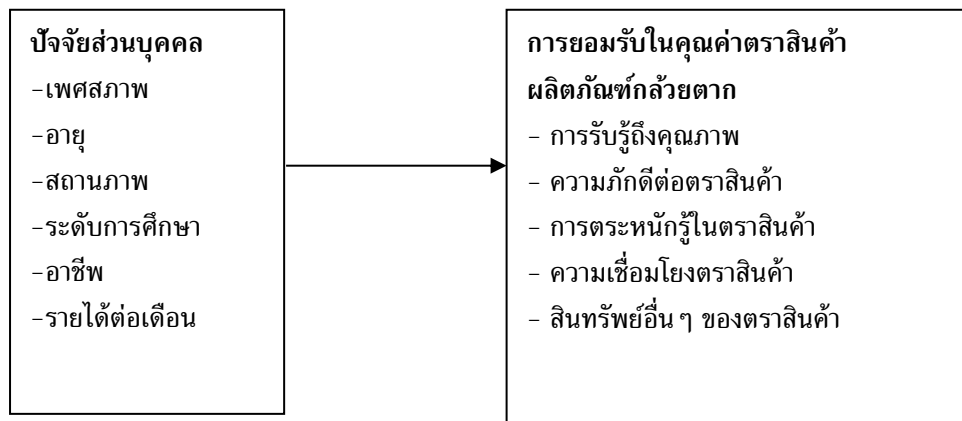 ปัจจัยส่วนบุคคล
-เพศสภาพ
-อายุ
-สถานภาพ
-ระดับการศึกษา
-อาชีพ
-รายได้ต่อเดือน
การยอมรับในคุณค่าตราสินค้า
ผลิตภัณฑ์กล้วยตาก
- การรับรู้ถึงคุณภาพ
- ความภักดีต่อตราสินค้า
- การตระหนักรู้ในตราสินค้า
- ความเชื่อมโยงตราสินค้า
- สินทรัพย์อื่น ๆ ของตราสินค้า